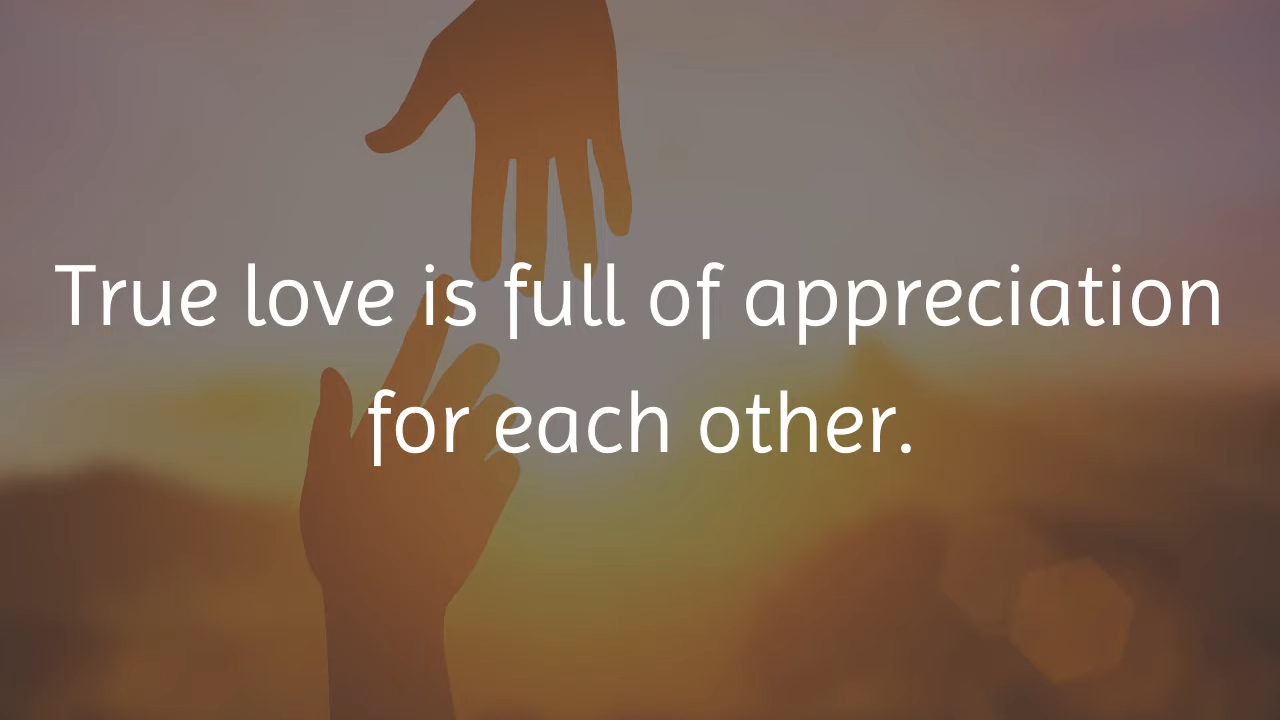 True love is full of appreciation
for each other.